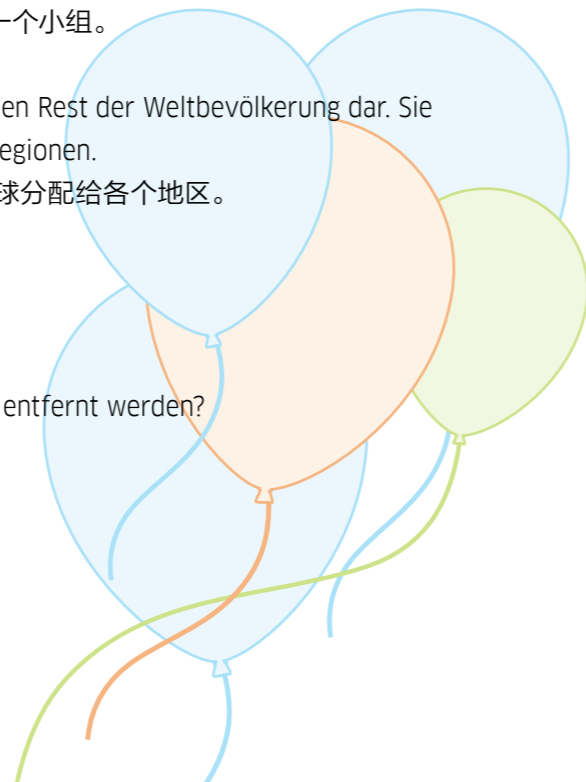 一个小组。
en Rest der Weltbevölkerung dar. Sie
egionen.
球分配给各个地区。
entfernt werden?